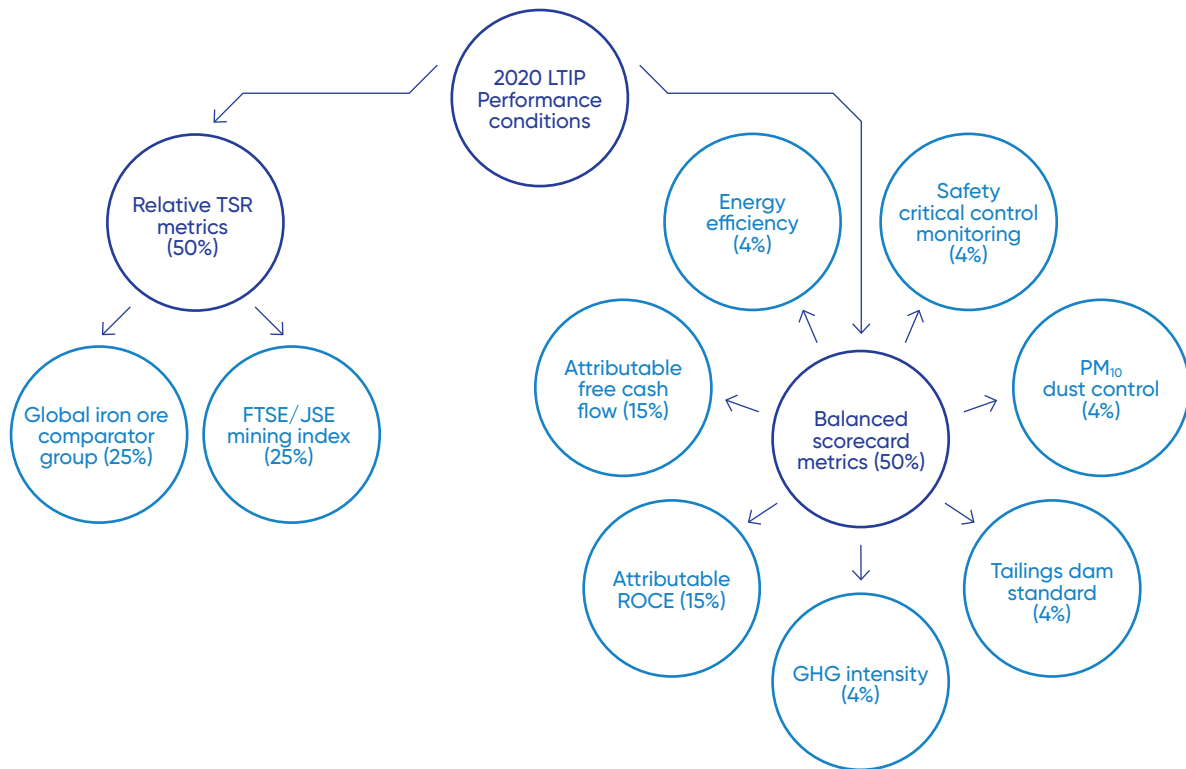 2020 LTIP
Performance
conditions
Relative TSR
metrics
(50%)
Global iron ore
comparator
group (25%)
FTSE/JSE
mining index
(25%)
Energy
efficiency
(4%)
Safety
critical control
monitoring
(4%)
Attributable
free cash
flow (15%)
Balanced
scorecard
metrics (50%)
PM₁₀
dust control
(4%)
Attributable
ROCE (15%)
GHG intensity
(4%)
Tailings dam
standard
(4%)